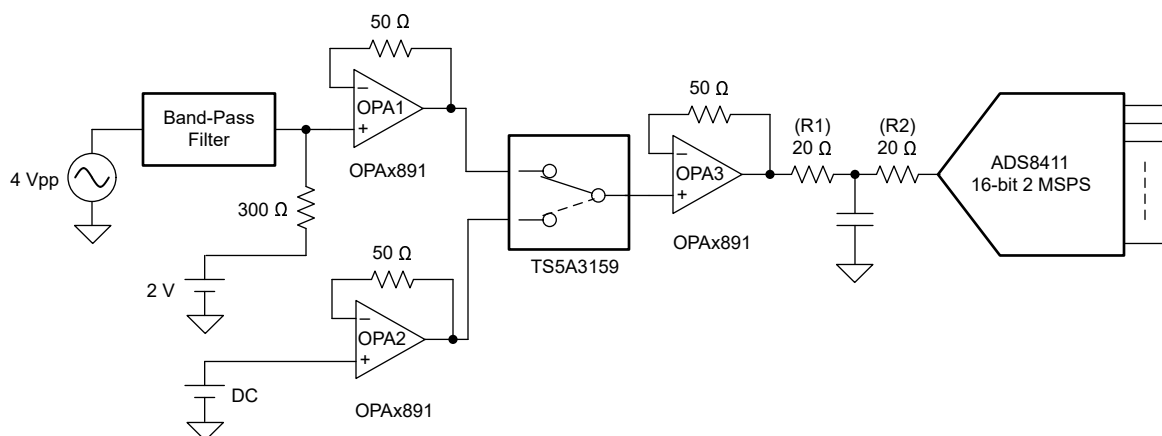 50 Ω
Band-Pass
Filter
−
OPA1
+
OPAx891
4 Vpp
300 Ω
2 V
50 Ω
−
OPA2
+
DC
OPAx891
TS5A3159
50 Ω
−
OPA3
+
OPAx891
(R1)
20 Ω
(R2)
20 Ω
ADS8411
16-bit 2 MSPS